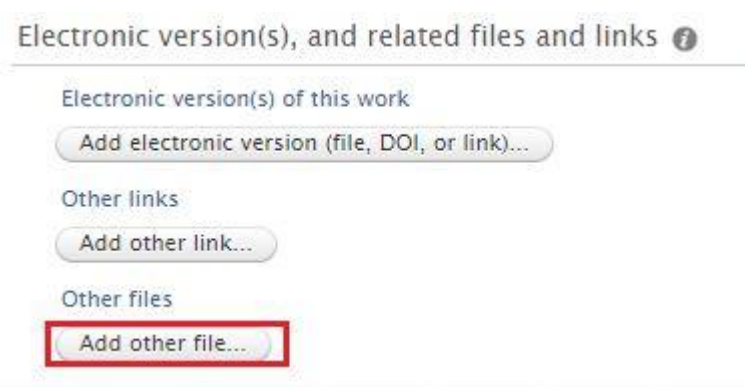 Electronic version(s), and related files and links
Electronic version(s) of this work
Add electronic version (file, DOI, or link)...
Other links
Add other link...
Other files
Add other file...